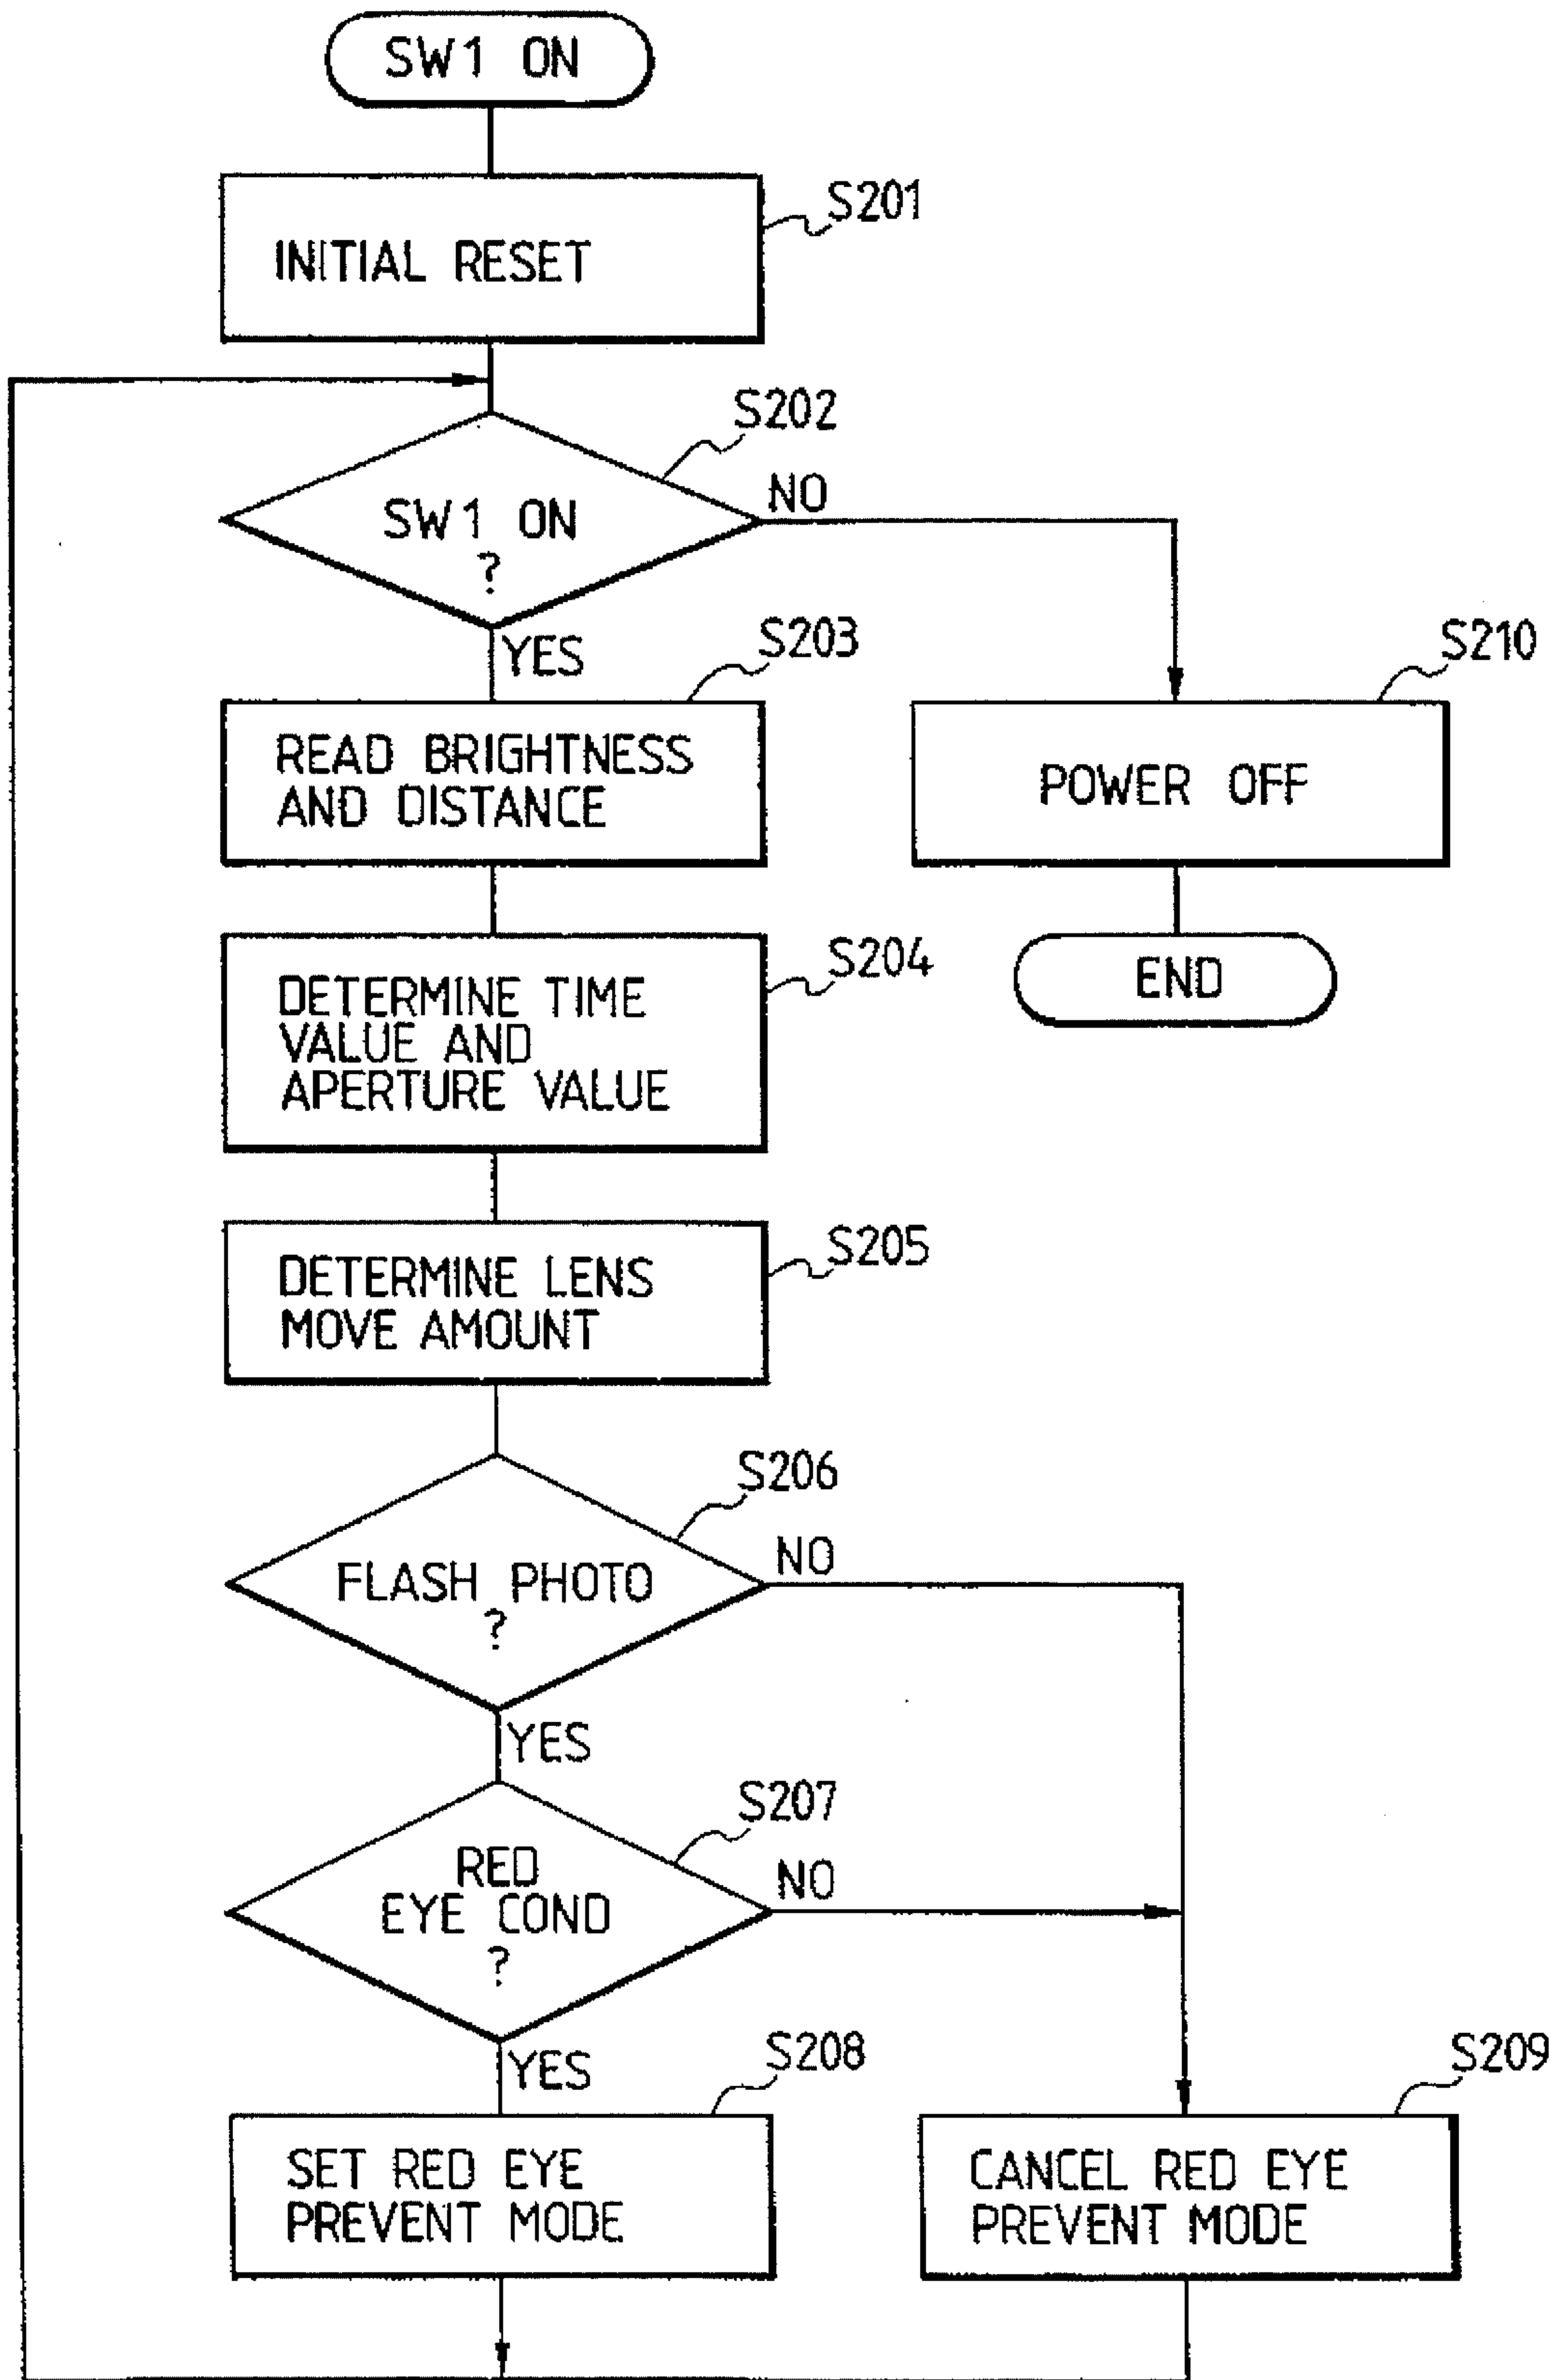 SW1 ON
S201
INITIAL RESET
S202
SW1 ON
?
NO
YES
S203
READ BRIGHTNESS
AND DISTANCE
S210
POWER OFF
END
S204
DETERMINE TIME
VALUE AND
APERTURE VALUE
S205
DETERMINE LENS
MOVE AMOUNT
S206
FLASH PHOTO
?
NO
YES
S207
RED
EYE COND
?
NO
YES
S208
SET RED EYE
PREVENT MODE
S209
CANCEL RED EYE
PREVENT MODE